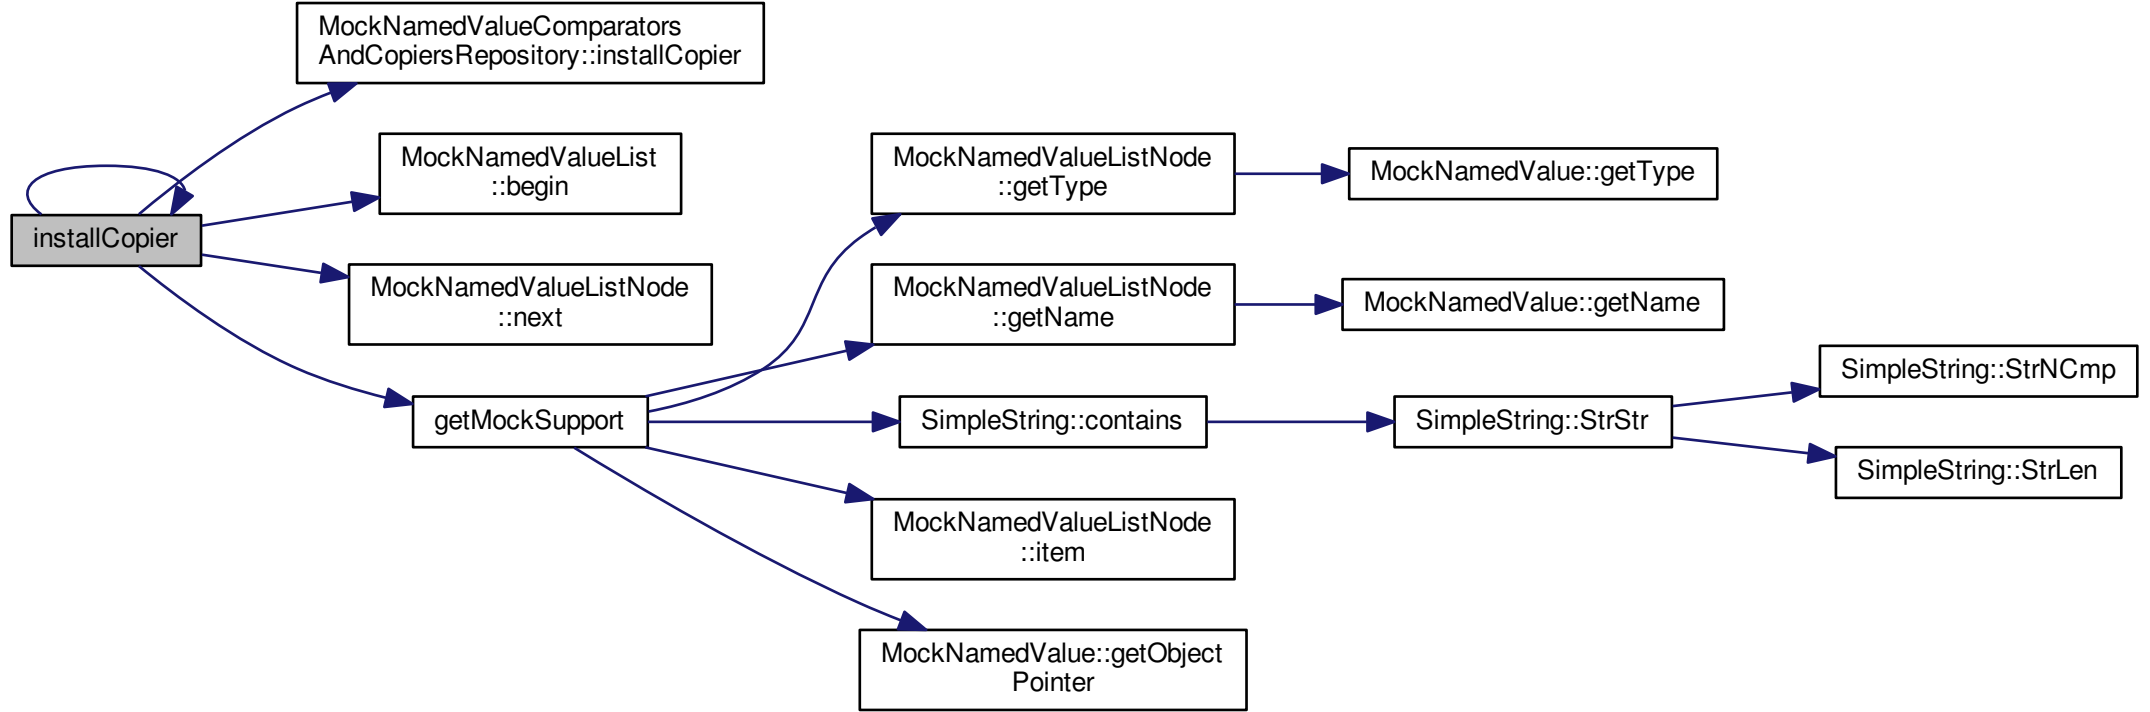 MockNamedValueComparators
AndCopiersRepository::installCopier
MockNamedValueList
::begin
installCopier
MockNamedValueListNode
::next
getMockSupport
MockNamedValueListNode
::getType
MockNamedValue::getType
MockNamedValueListNode
::getName
MockNamedValue::getName
SimpleString::contains
SimpleString::StrStr
SimpleString::StrNCmp
SimpleString::StrLen
MockNamedValueListNode
::item
MockNamedValue::getObject
Pointer